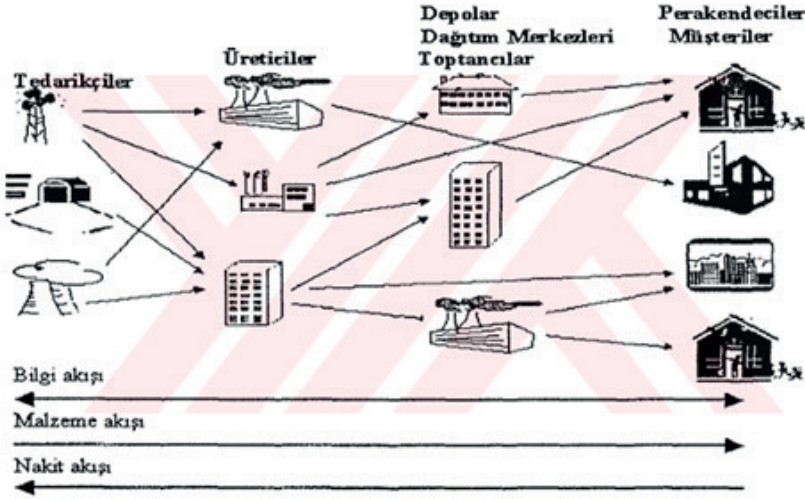 Tedarikçiler
Üreticiler
Depolar
Dağıtım Merkezleri
Toptancılar
Perakendeciler
Müşteriler
Bilgi akışı
Malzeme akışı
Nakit akışı